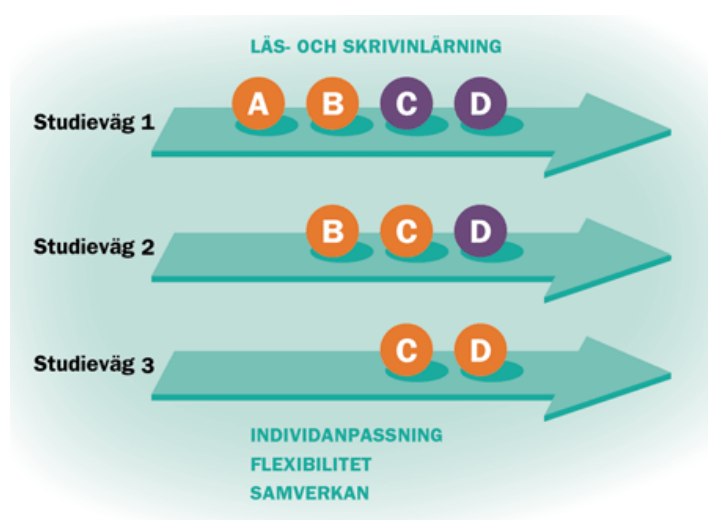 LÄS- OCH SKRIVINLÄRNING
Studieväg 1 A B C D
Studieväg 2 B C D
Studieväg 3 C D
INDIVIDANPASSNING
FLEXIBILITET
SAMVERKAN